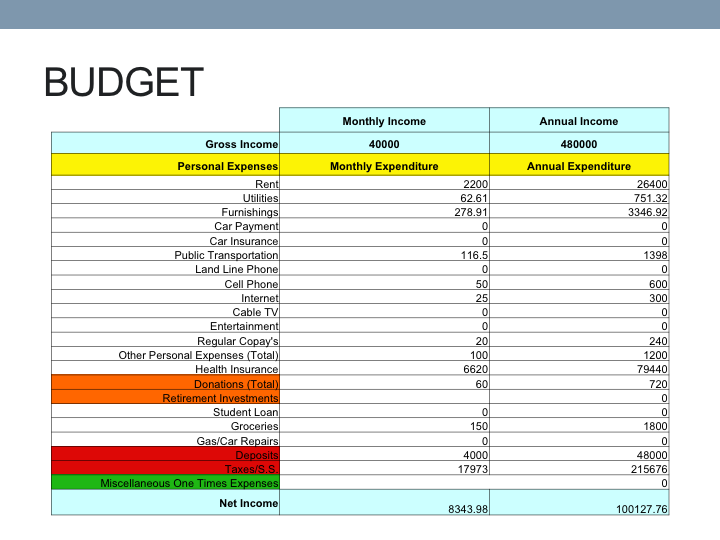 BUDGET
Monthly Income Annual Income
Gross Income 40000 480000
Personal Expenses Monthly Expenditure Annual Expenditure
Rent 2200 26400
Utilities 62.61 751.32
Furnishings 278.91 3346.92
Car Payment 0 0
Car Insurance 0 0
Public Transportation 116.5 1398
Land Line Phone 0 0
Cell Phone 50 600
Internet 25 300
Cable TV 0 0
Entertainment 0 0
Regular Copay's 20 240
Other Personal Expenses (Total) 100 1200
Health Insurance 6620 79440
Donations (Total) 60 720
Retirement Investments 0
Student Loan 0 0
Groceries 150 1800
Gas/Car Repairs 0 0
Deposits 4000 48000
Taxes/S.S. 17973 215676
Miscellaneous One Times Expenses 0
Net Income 8343.98 100127.76